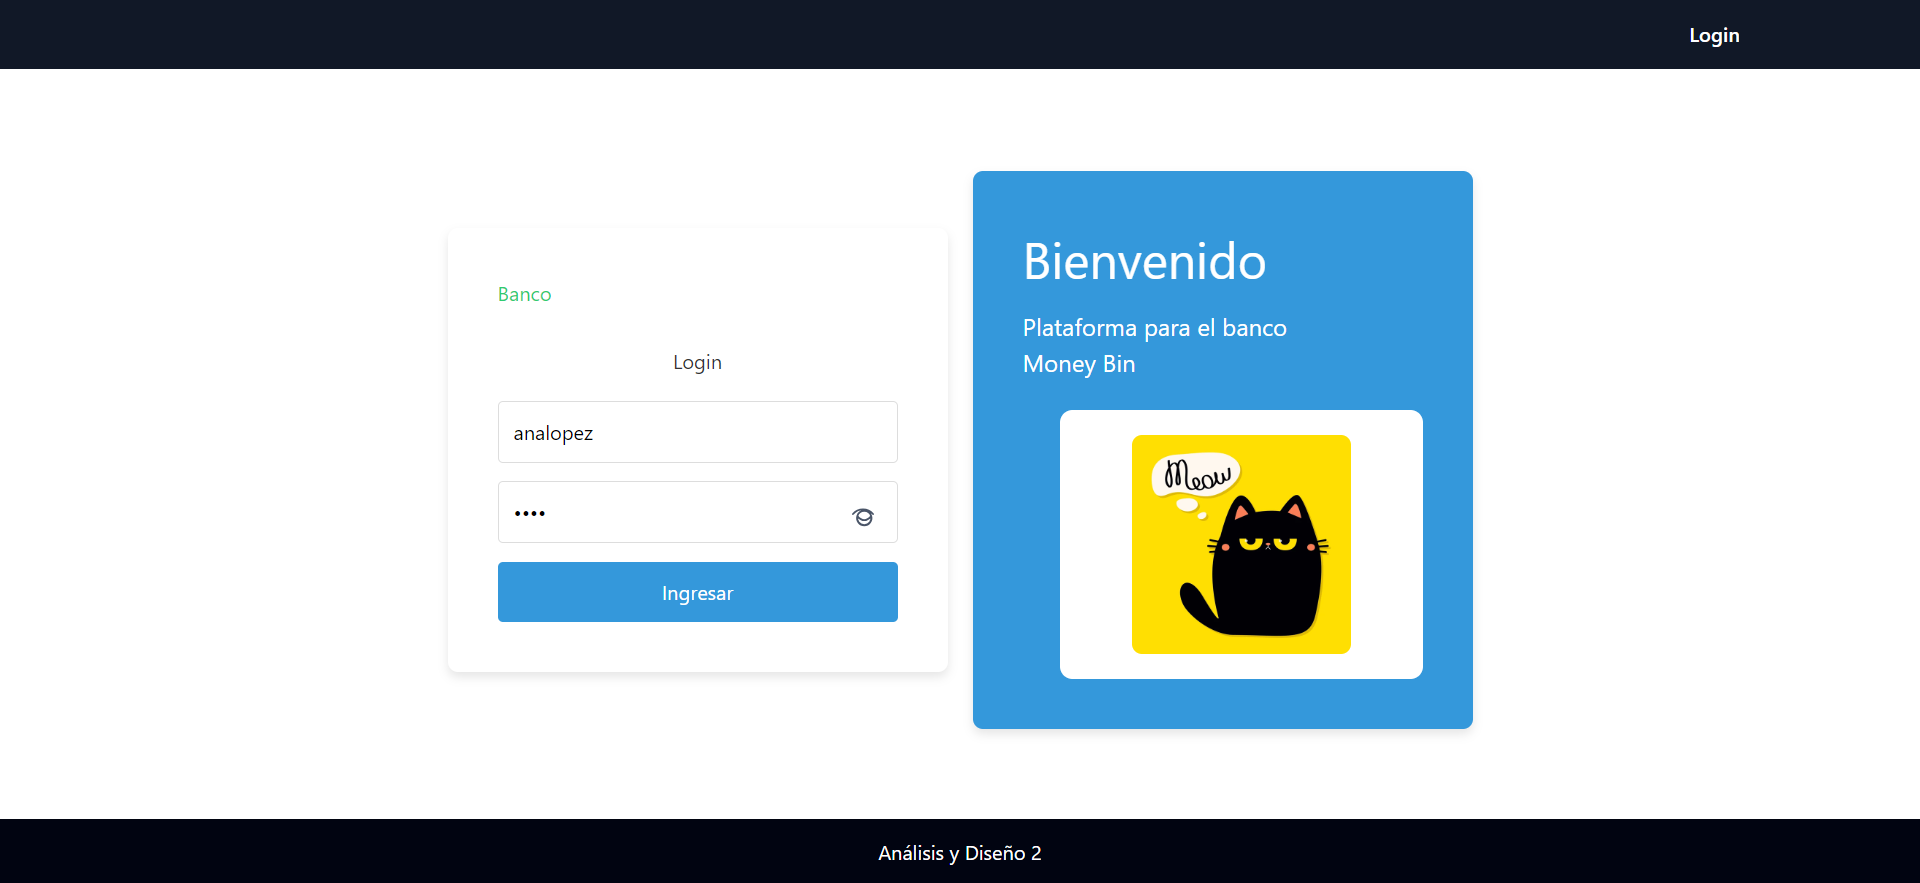 Login
Banco
Login
analopez
••••
Ingresar
Bienvenido
Plataforma para el banco
Money Bin
Meow
Análisis y Diseño 2